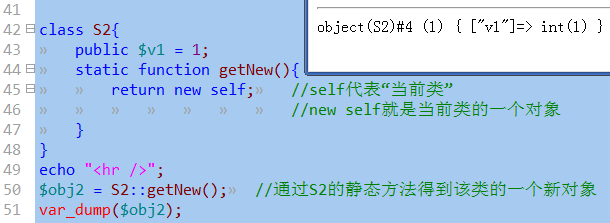 41
42 class S2{
43 public $v1 = 1;
44 static function getNew(){
45 return new self; //self代表“当前类”
46 //new self就是当前类的一个对象
47 }
48 }
49 echo "<hr />";
50 $obj2 = S2::getNew(); //通过S2的静态方法得到该类的一个新对象
51 var_dump($obj2);
object(S2)#4 (1) { ["v1"]=> int(1) }